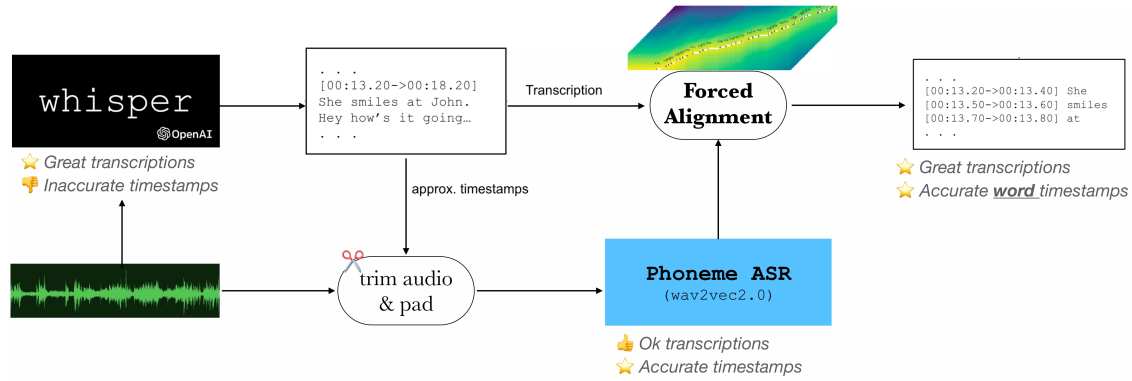 whisper
OpenAI
Great transcriptions
Inaccurate timestamps
. . .
[00:13.20->00:18.20]
She smiles at John.
Hey how’s it going…
. . .
Transcription
approx. timestamps
trim audio
& pad
Forced
Alignment
Phoneme ASR
(wav2vec2.0)
Ok transcriptions
Accurate timestamps
. . .
[00:13.20->00:13.40] She
[00:13.50->00:13.60] smiles
[00:13.70->00:13.80] at
. . .
Great transcriptions
Accurate word timestamps